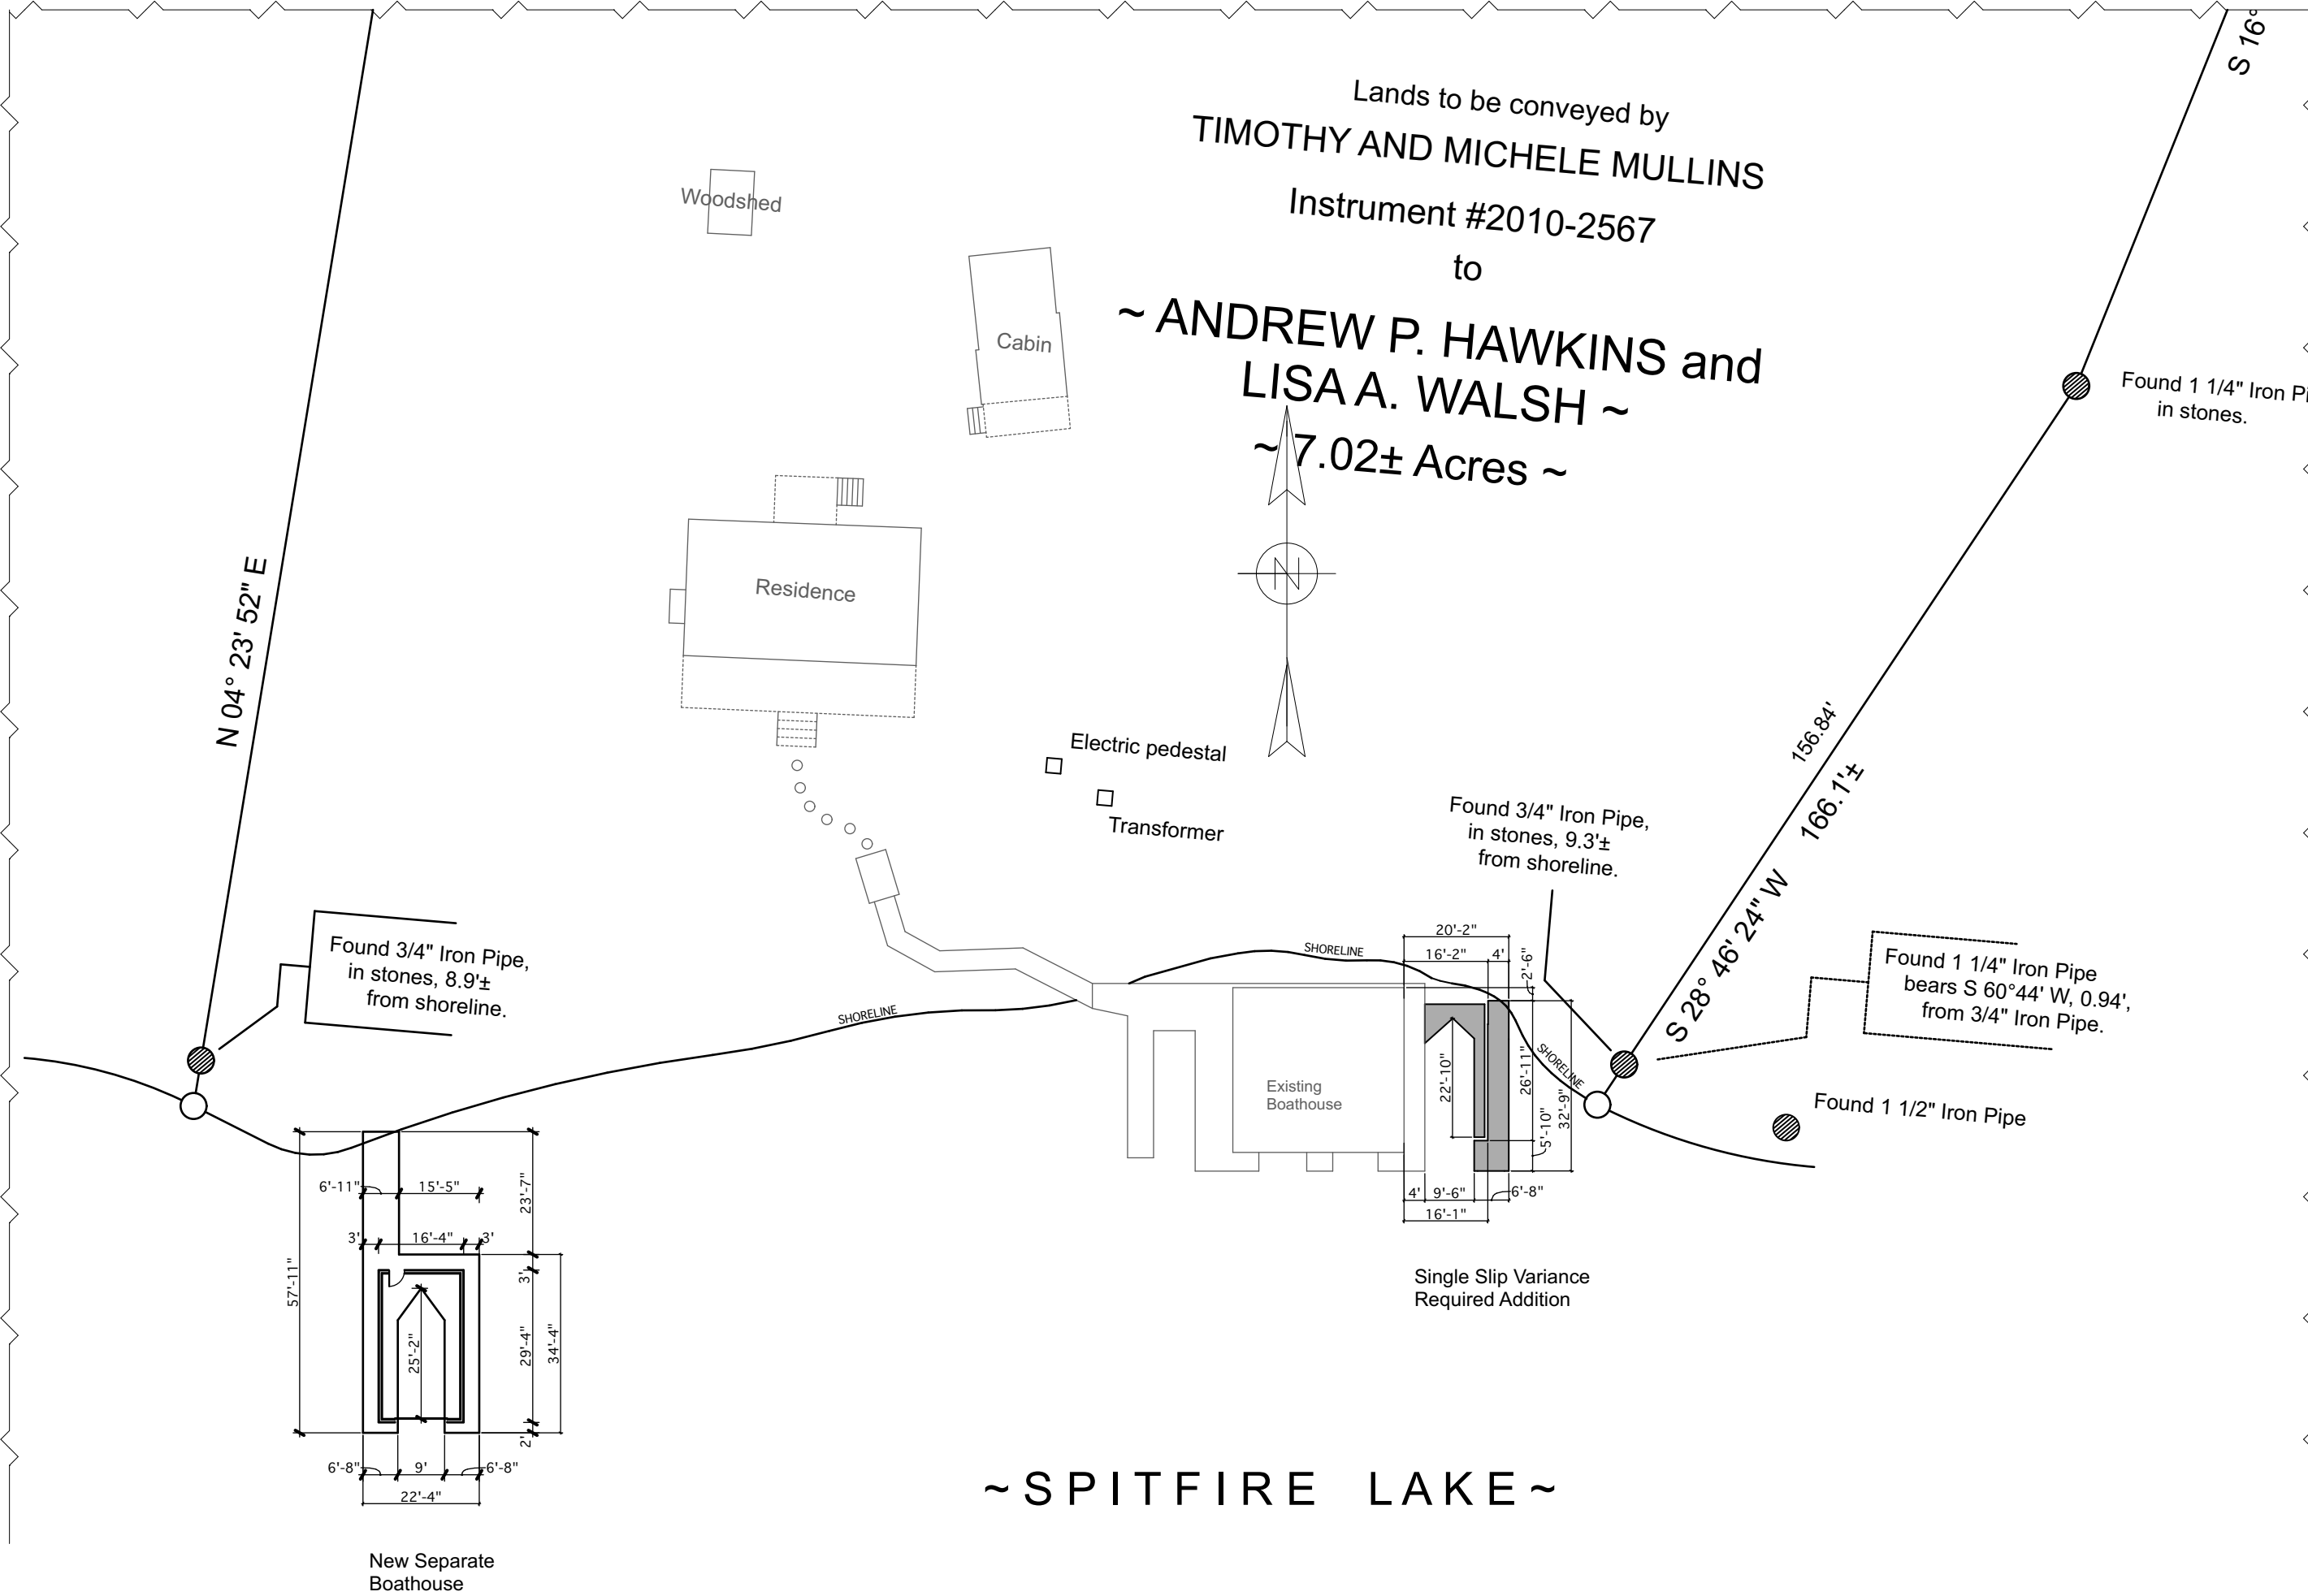 S 16°
Lands to be conveyed by
TIMOTHY AND MICHELE MULLINS
Instrument #2010-2567
to
~ ANDREW P. HAWKINS and
LISA A. WALSH ~
~ 7.02± Acres ~
Woodshed
Cabin
Found 1 1/4" Iron Pi
in stones.
N
Residence
N 04° 23' 52" E
Electric pedestal
Transformer
156.84'
166.1'±
S 28° 46' 24" W
Found 3/4" Iron Pipe,
in stones, 9.3'±
from shoreline.
Found 3/4" Iron Pipe,
in stones, 8.9'±
from shoreline.
Found 1 1/4" Iron Pipe
bears S 60°44' W, 0.94',
from 3/4" Iron Pipe.
Found 1 1/2" Iron Pipe
SHORELINE
SHORELINE
SHORELINE
20'-2"
16'-2"
4'
2'-6"
22'-10"
26'-11"
5'-10"
32'-9"
Existing
Boathouse
4'
9'-6"
6'-8"
16'-1"
Single Slip Variance
Required Addition
6'-11"
15'-5"
23'-7"
3'
16'-4"
3'
57'-11"
3'
25'-2"
29'-4"
34'-4"
2'
6'-8"
9'
6'-8"
22'-4"
New Separate
Boathouse
~ S P I T F I R E L A K E ~